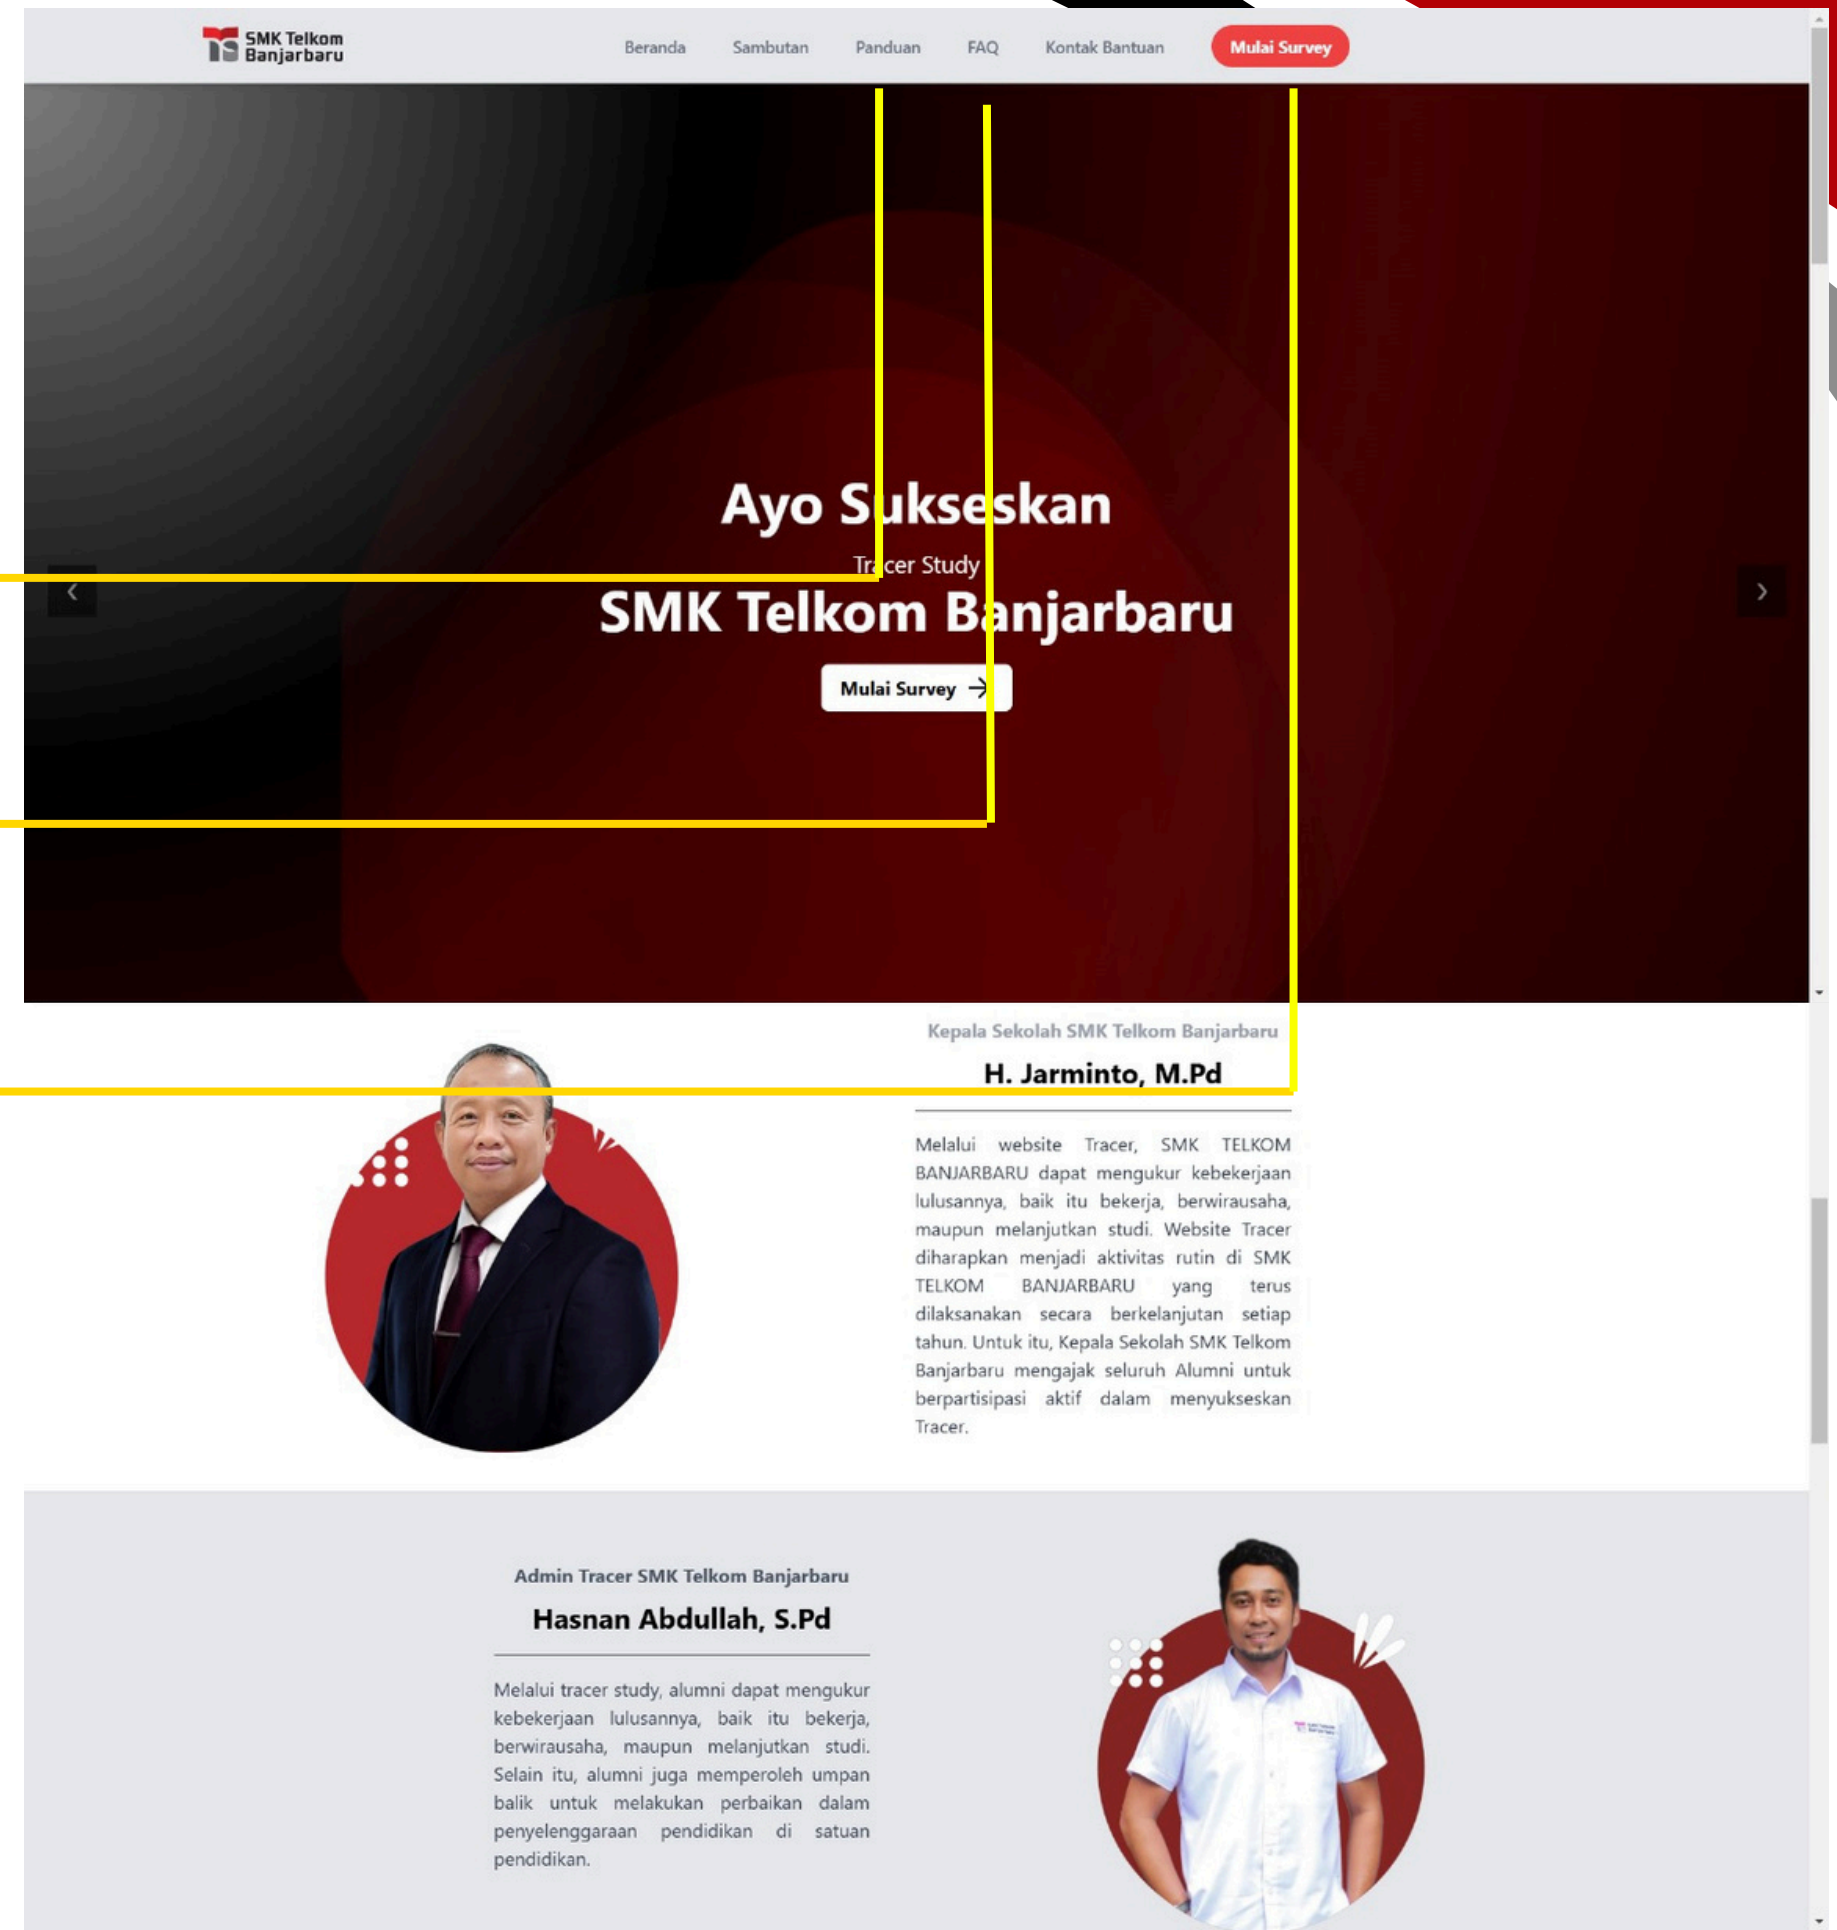 SMK Telkom
Banjarbaru
Beranda Sambutan Panduan FAQ Kontak Bantuan Mulai Survey
Ayo Sukseskan
Tracer Study
SMK Telkom Banjarbaru
Mulai Survey
Kepala Sekolah SMK Telkom Banjarbaru
H. Jarminto, M.Pd
Melalui website Tracer, SMK TELKOM
BANJARBARU dapat mengukur kebekerjaan
lulusannya, baik itu bekerja, berwirausaha,
maupun melanjutkan studi. Website Tracer
diharapkan menjadi aktivitas rutin di SMK
TELKOM BANJARBARU yang terus
dilaksanakan secara berkelanjutan setiap
tahun. Untuk itu, Kepala Sekolah SMK Telkom
Banjarbaru mengajak seluruh Alumni untuk
berpartisipasi aktif dalam menyukseskan
Tracer.
Admin Tracer SMK Telkom Banjarbaru
Hasnan Abdullah, S.Pd
Melalui tracer study, alumni dapat mengukur
kebekerjaan lulusannya, baik itu bekerja,
berwirausaha, maupun melanjutkan studi.
Selain itu, alumni juga memperoleh umpan
balik untuk melakukan perbaikan dalam
penyelenggaraan pendidikan di satuan
pendidikan.